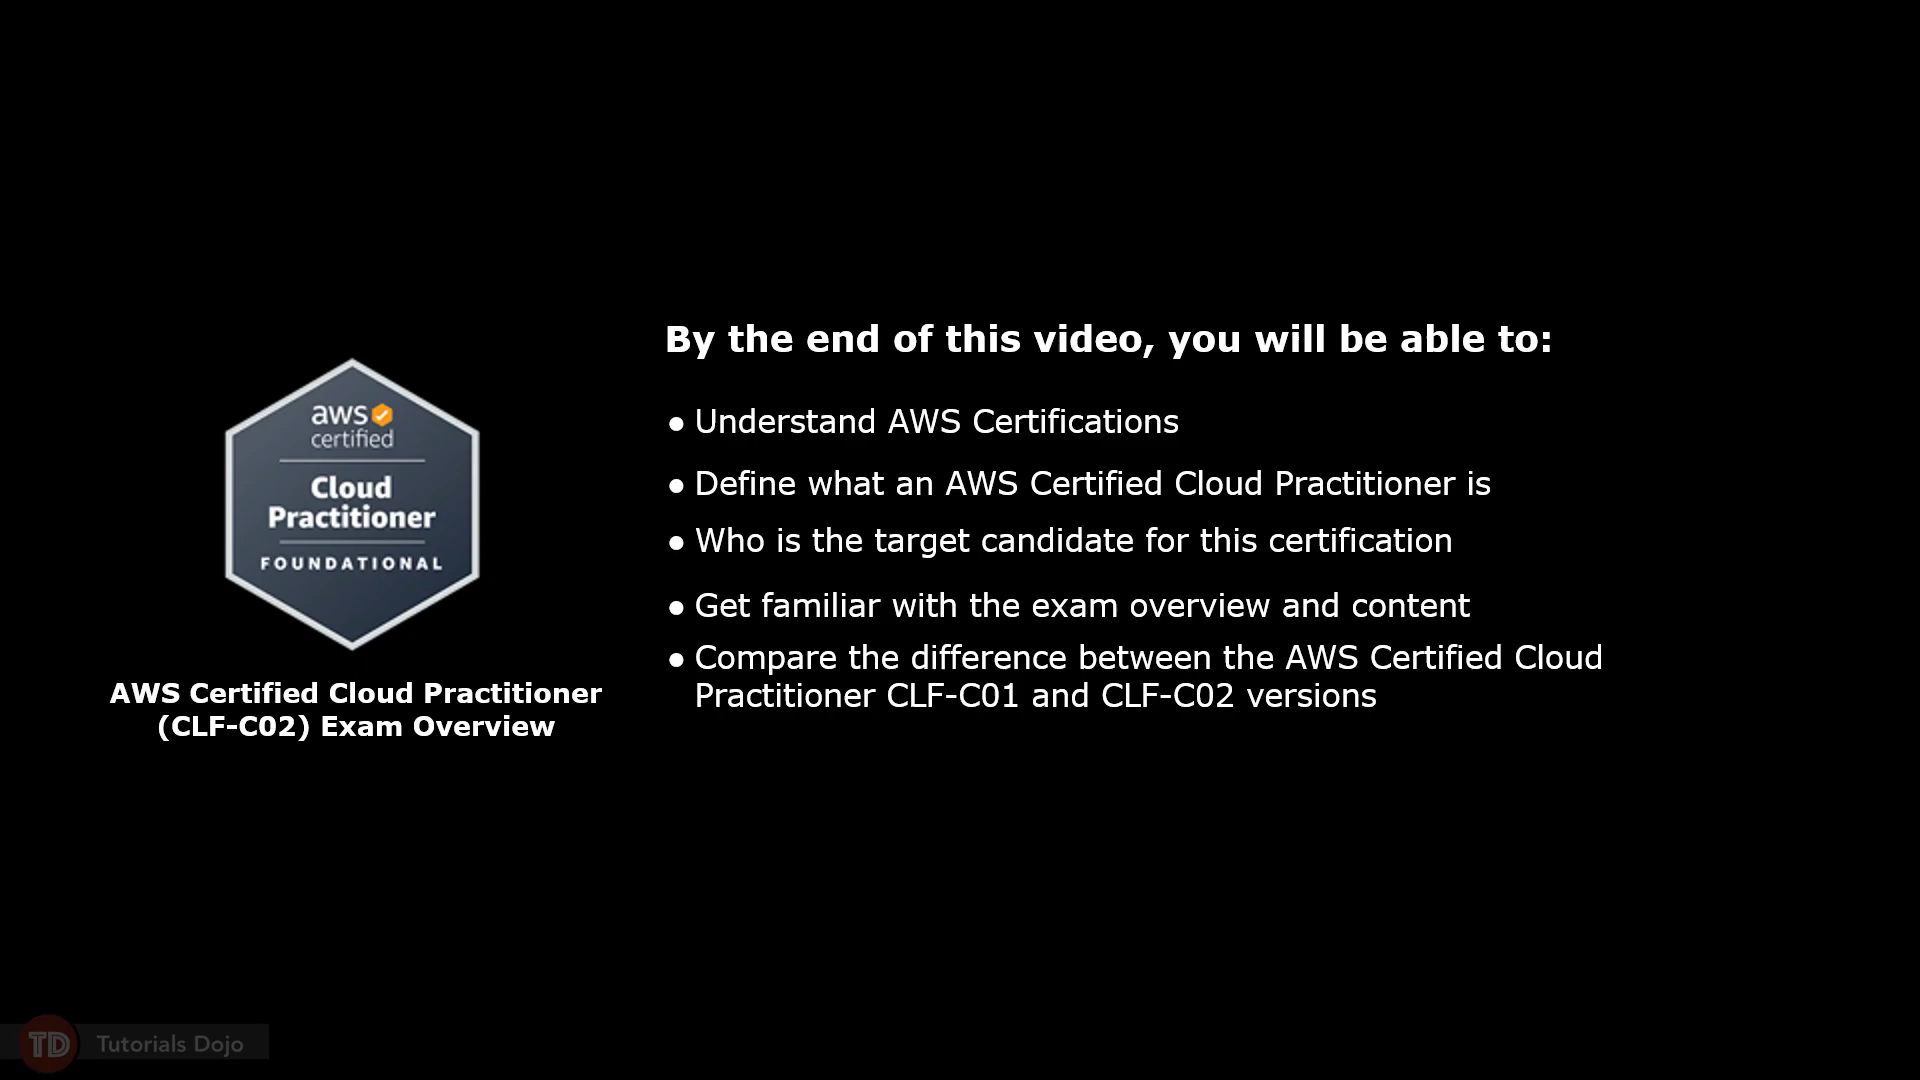 aws
certified
Cloud
Practitioner
FOUNDATIONAL
AWS Certified Cloud Practitioner
(CLF-C02) Exam Overview
By the end of this video, you will be able to:
● Understand AWS Certifications
● Define what an AWS Certified Cloud Practitioner is
● Who is the target candidate for this certification
● Get familiar with the exam overview and content
● Compare the difference between the AWS Certified Cloud
Practitioner CLF-C01 and CLF-C02 versions
TD Tutorials Dojo